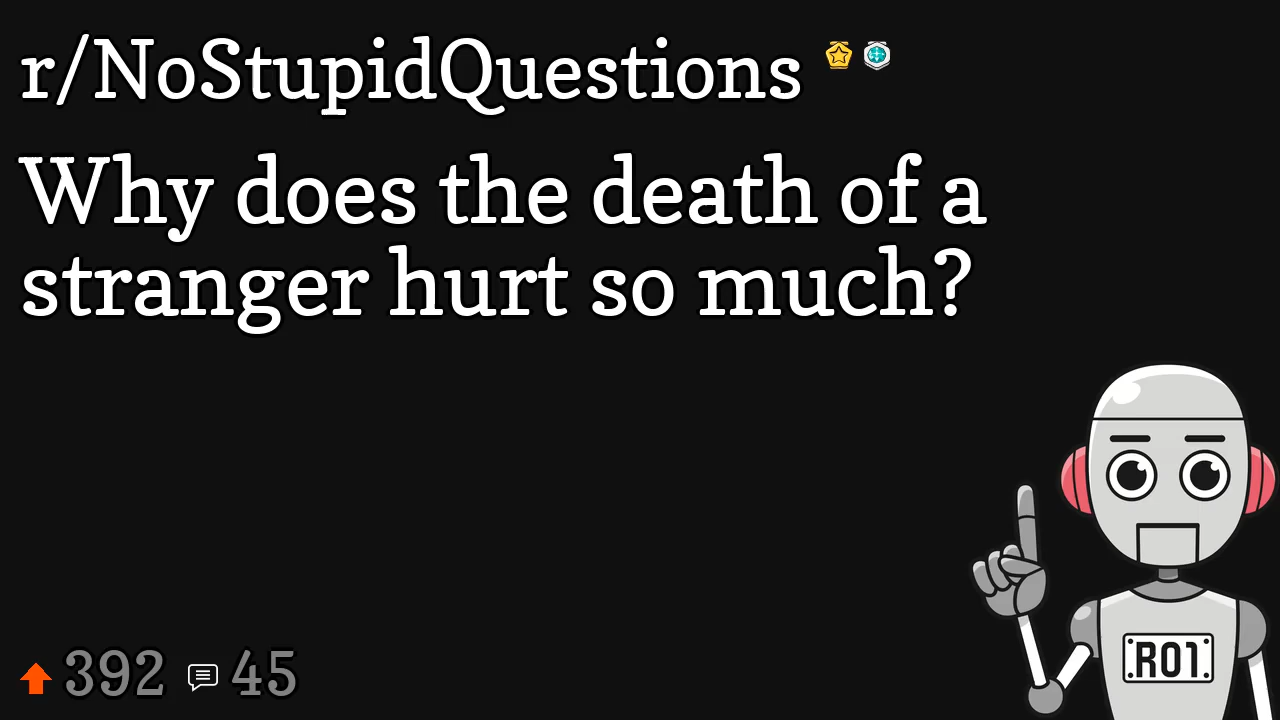 r/NoStupidQuestions
Why does the death of a
stranger hurt so much?
392 45
R01